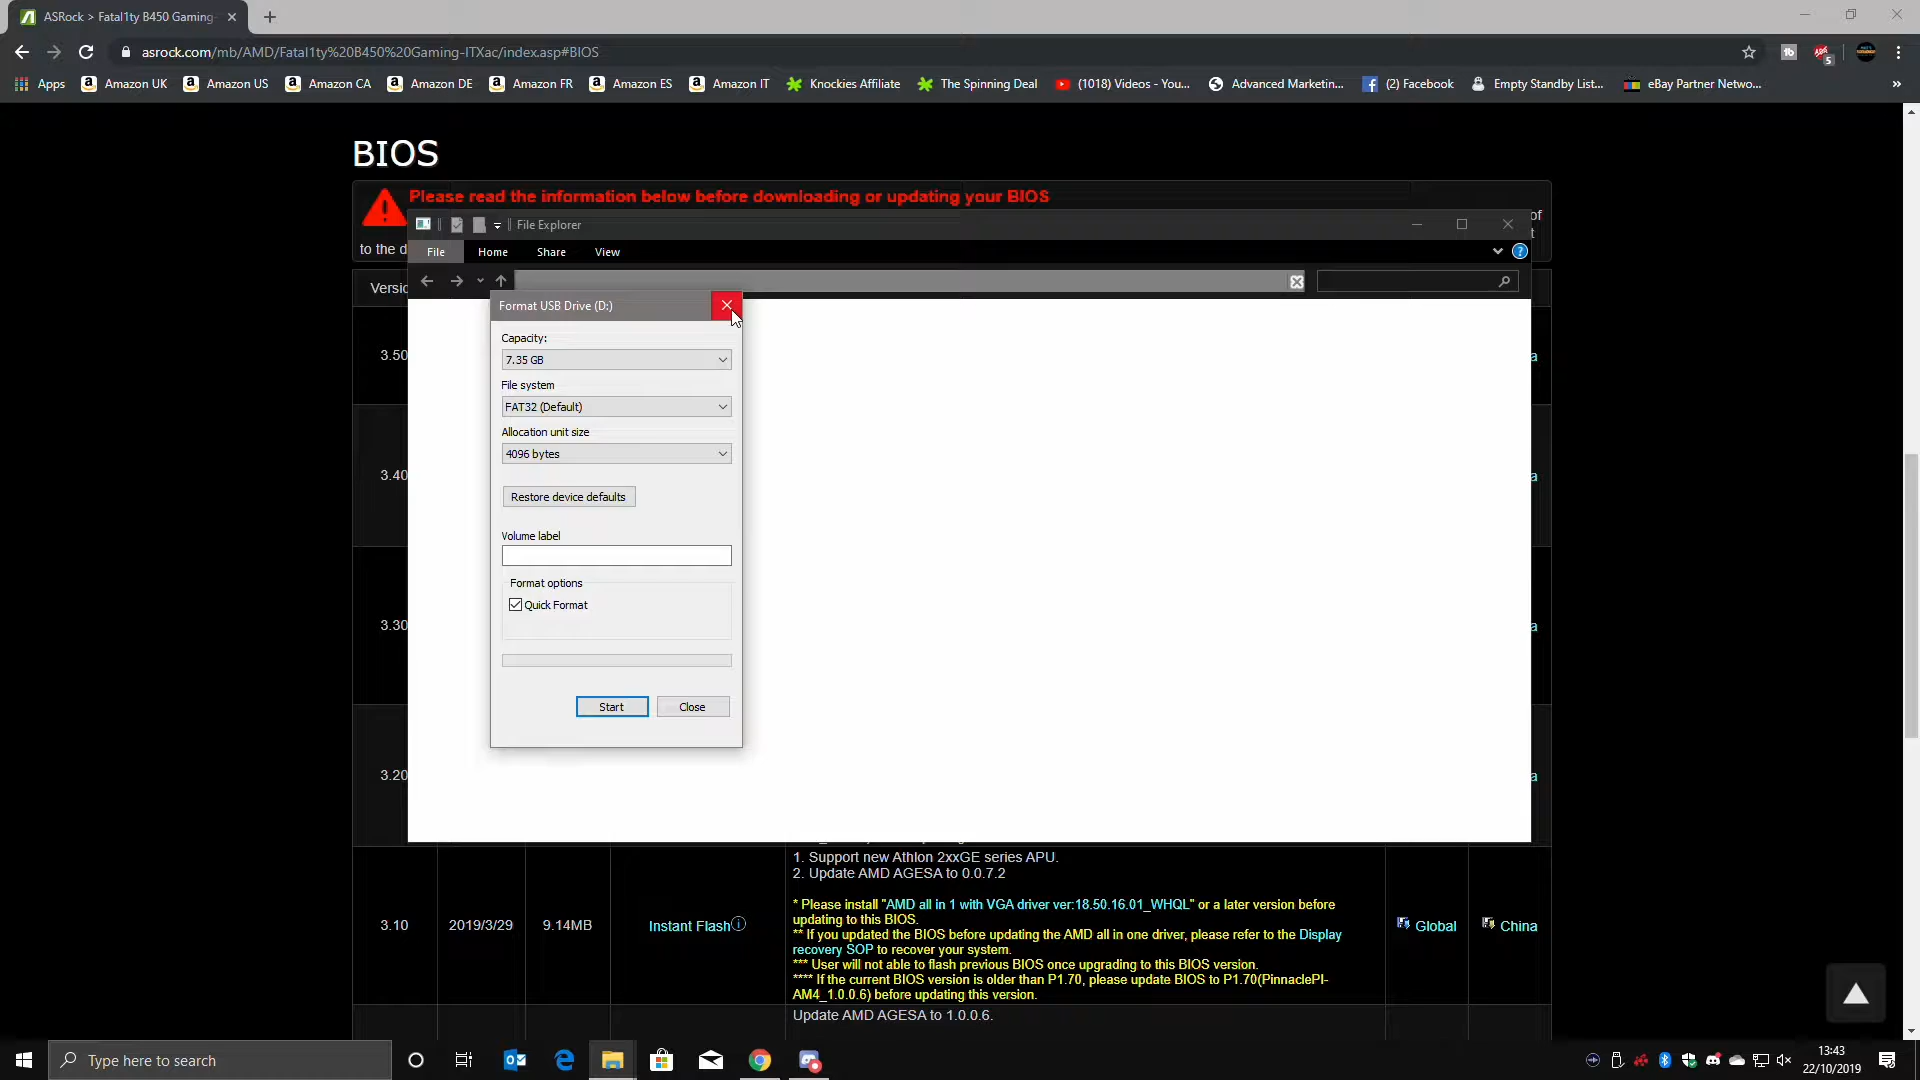 ASRock > Fatal1ty B450 Gaming-
asrock.com/mb/AMD/Fatal1ty%20B450%20Gaming-ITXac/index.asp#BIOS
5
Apps
Amazon UK
Amazon US
Amazon CA
Amazon DE
Amazon FR
Amazon ES
Amazon IT
Knockies Affiliate
The Spinning Deal
(1018) Videos - You...
Advanced Marketin...
(2) Facebook
Empty Standby List...
eBay Partner Netwo...
»
BIOS
Please read the information below before downloading or updating your BIOS
of
to the d
File Explorer
File
Home
Share
View
Versio
Format USB Drive (D:)
Capacity:
7.35 GB
File system
FAT32 (Default)
Allocation unit size
4096 bytes
Restore device defaults
Volume label
Format options
Quick Format
Start
Close
3.50
a
3.40
a
3.30
a
3.20
a
1. Support new Athlon 2xxGE series APU.
2. Update AMD AGESA to 0.0.7.2
* Please install "AMD all in 1 with VGA driver ver:18.50.16.01_WHQL" or a later version before
updating to this BIOS.
** If you updated the BIOS before updating the AMD all in one driver, please refer to the Display
recovery SOP to recover your system.
*** User will not able to flash previous BIOS once upgrading to this BIOS version.
**** If the current BIOS version is older than P1.70, please update BIOS to P1.70(PinnaclePI-
AM4_1.0.0.6) before updating this version.
3.10
2019/3/29
9.14MB
Instant Flash
Global
China
Update AMD AGESA to 1.0.0.6.
Type here to search
13:43
22/10/2019